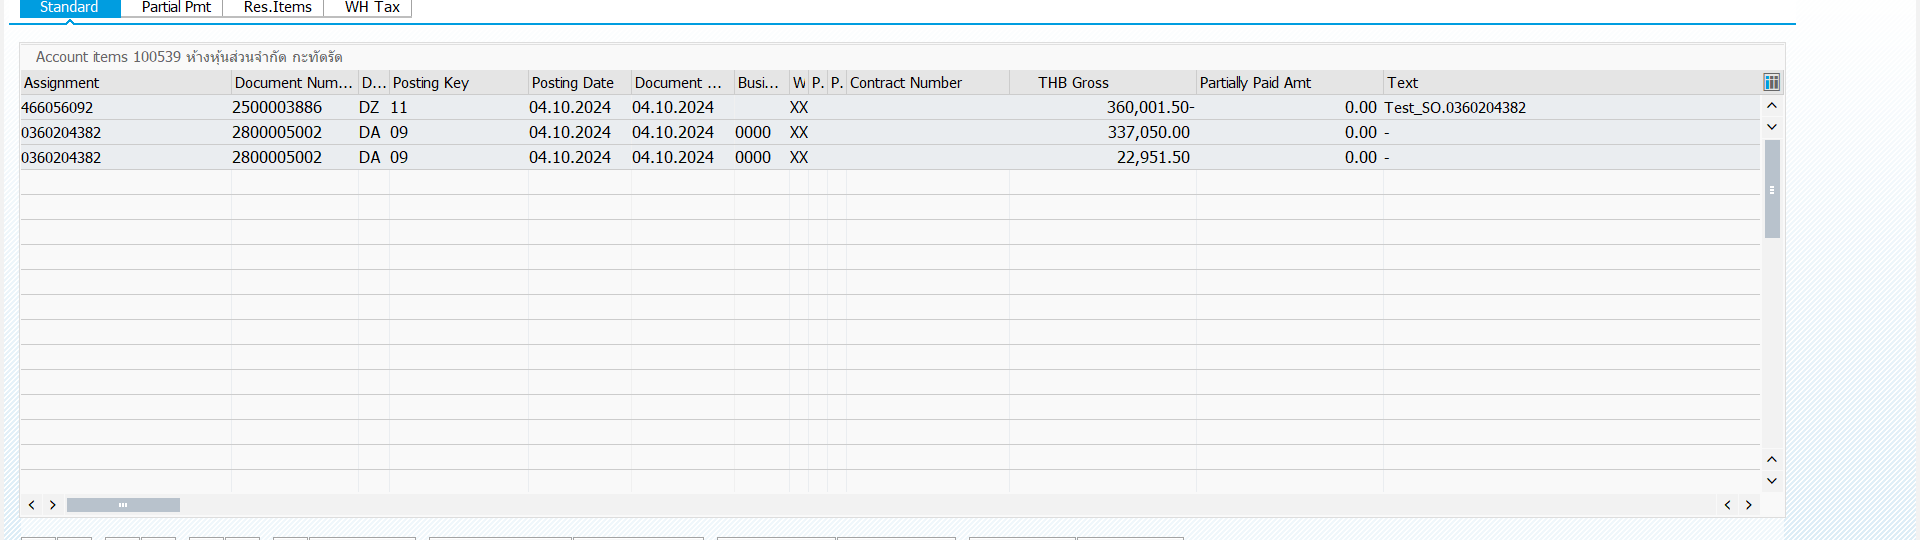 Standard Partial Pmt Res.Items WH Tax
Account items 100539 ห้างหุ้นส่วนจำกัด กะทัดรัด
Assignment Document Num... D... Posting Key Posting Date Document ... Busi... W P. P. Contract Number THB Gross Partially Paid Amt Text
466056092 2500003886 DZ 11 04.10.2024 04.10.2024 XX 360,001.50- 0.00 Test_SO.0360204382
0360204382 2800005002 DA 09 04.10.2024 04.10.2024 0000 XX 337,050.00 0.00 -
0360204382 2800005002 DA 09 04.10.2024 04.10.2024 0000 XX 22,951.50 0.00 -